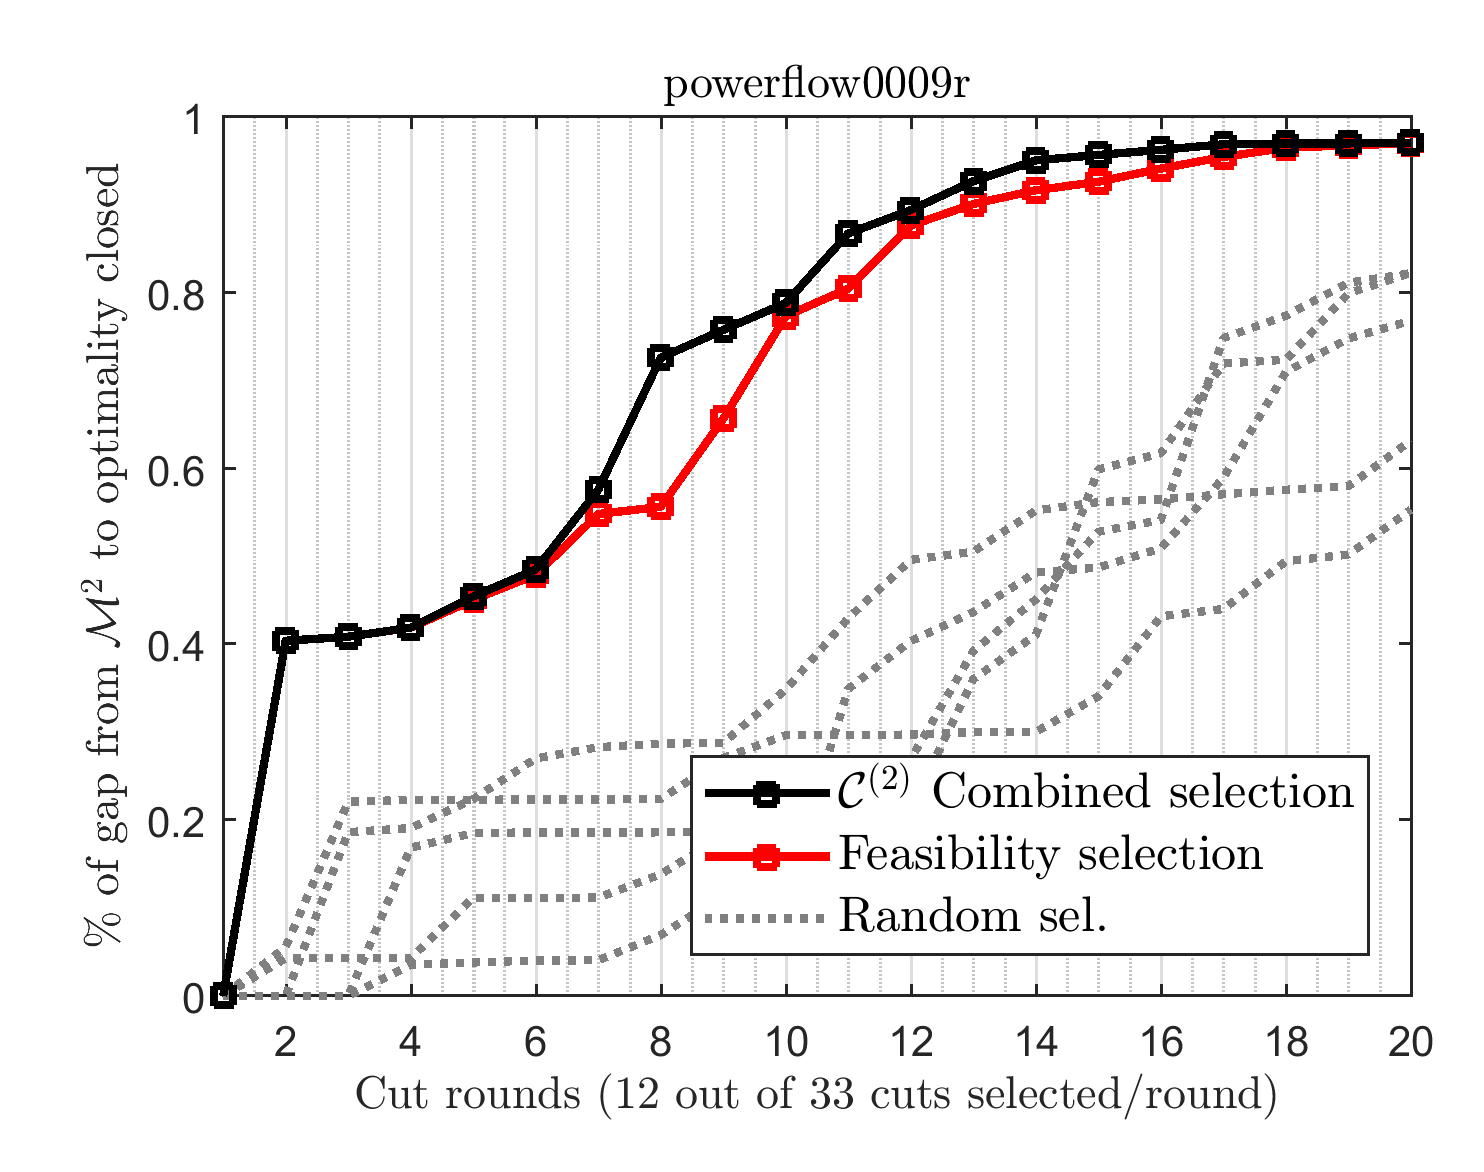 powerflow0009r
% of gap from ℳ² to optimality closed
1
0.8
0.6
0.4
0.2
0
2 4 6 8 10 12 14 16 18 20
𝒞⁽²⁾ Combined selection
Feasibility selection
Random sel.
Cut rounds (12 out of 33 cuts selected/round)